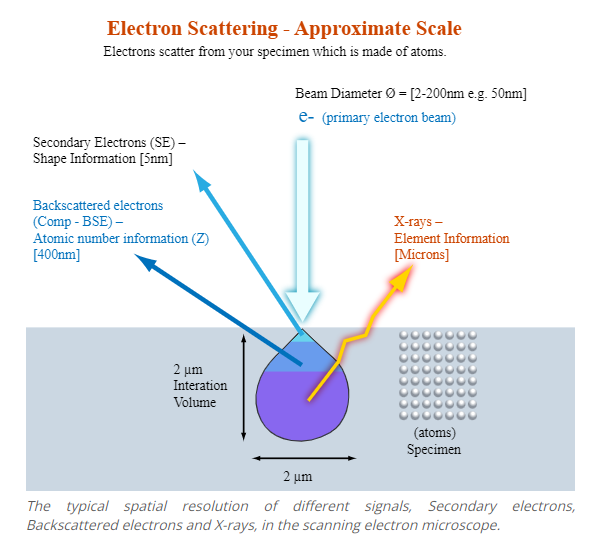 Electron Scattering - Approximate Scale
Electrons scatter from your specimen which is made of atoms.
Beam Diameter Ø = [2-200nm e.g. 50nm]
e- (primary electron beam)
Secondary Electrons (SE) –
Shape Information [5nm]
Backscattered electrons
(Comp - BSE) –
Atomic number information (Z)
[400nm]
X-rays –
Element Information
[Microns]
2 µm
Interation
Volume
(atoms)
Specimen
2 µm
The typical spatial resolution of different signals, Secondary electrons,
Backscattered electrons and X-rays, in the scanning electron microscope.